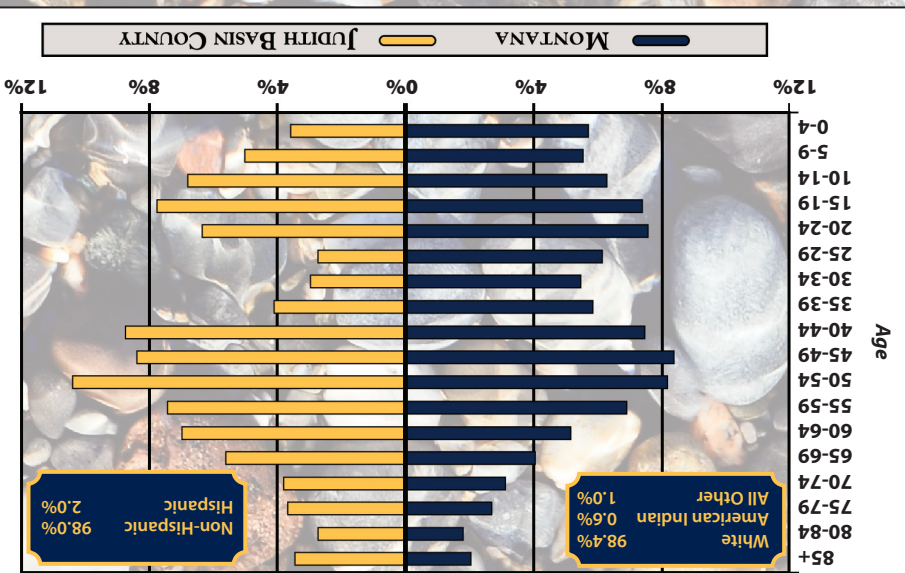 85+
80-84
75-79
70-74
65-69
60-64
55-59
50-54
45-49
40-44
35-39
30-34
25-29
20-24
15-19
10-14
5-9
0-4
Age
White 98.4%
American Indian 0.6%
All Other 1.0%
Non-Hispanic 98.0%
Hispanic 2.0%
12% 8% 4% 0% 4% 8% 12%
MONTANA JUDITH BASIN COUNTY